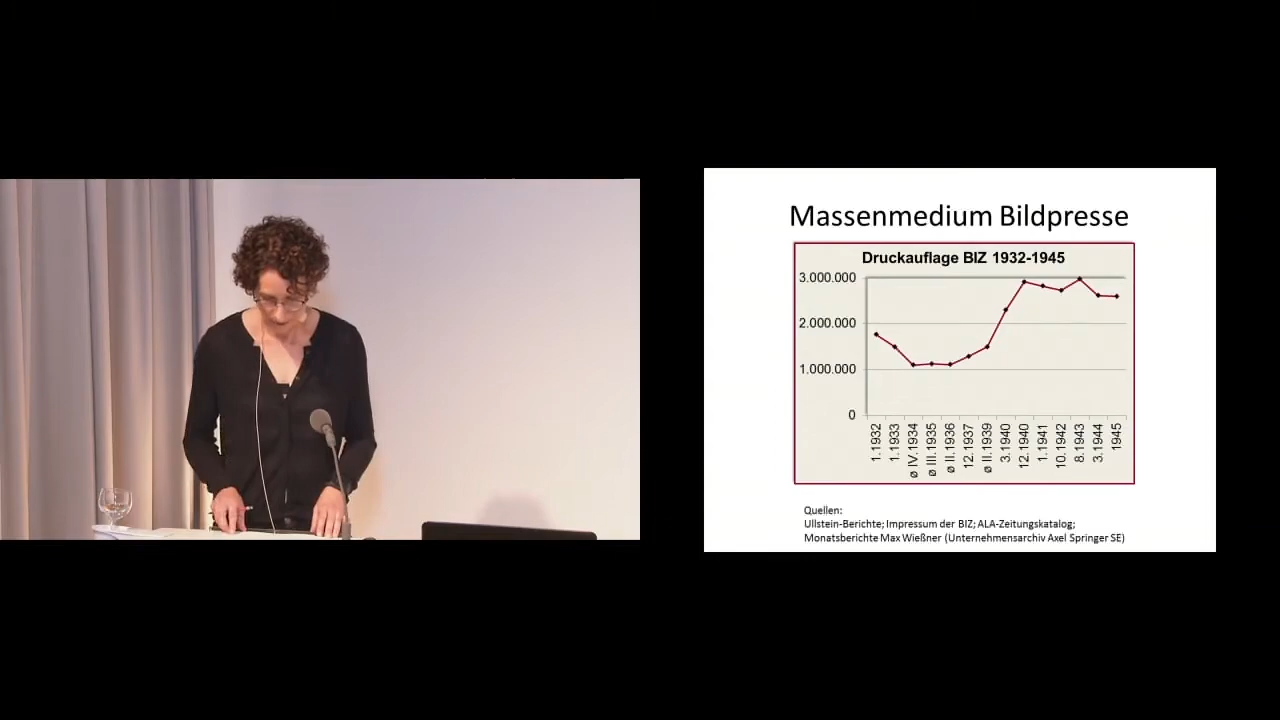 Massenmedium Bildpresse
Druckauflage BIZ 1932-1945
3.000.000
2.000.000
1.000.000
0
1.1932
1.1933
ø IV.1934
ø III.1935
ø II.1936
12.1937
ø II.1939
3.1940
12.1940
1.1941
10.1942
8.1943
3.1944
1945
Quellen:
Ullstein-Berichte; Impressum der BIZ; ALA-Zeitungskatalog;
Monatsberichte Max Wießner (Unternehmensarchiv Axel Springer SE)